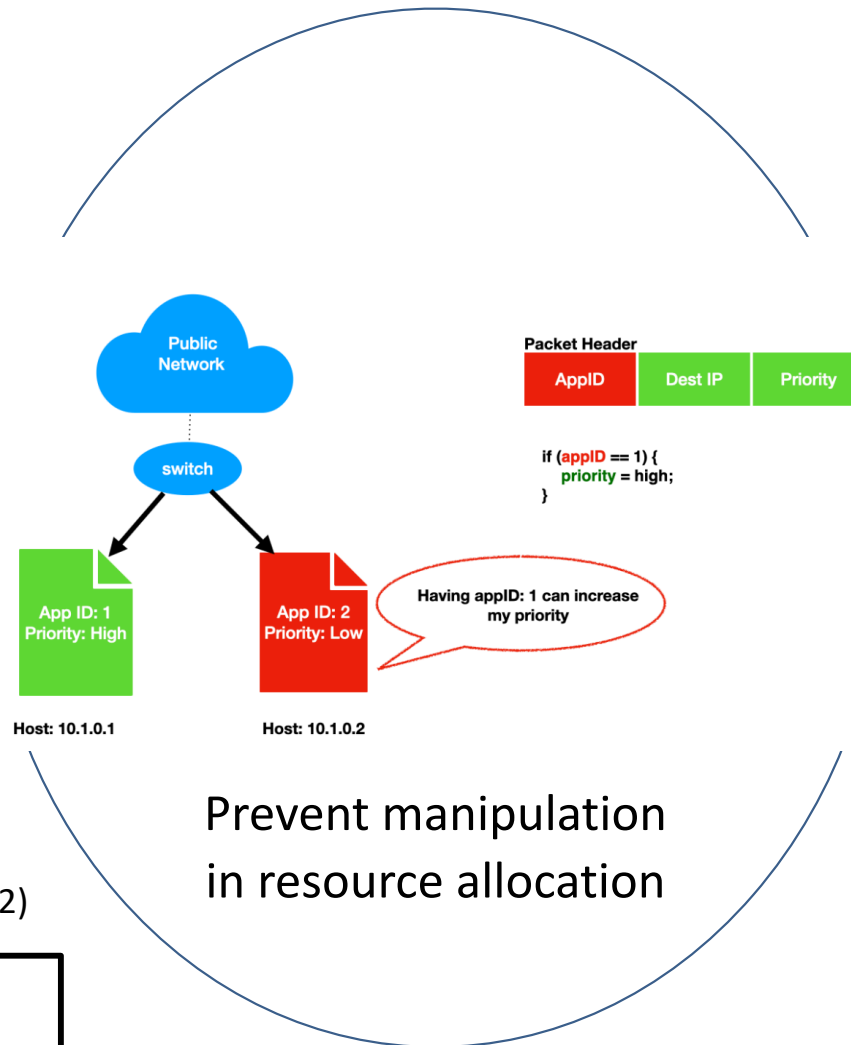 Public
Network
switch
Packet Header
AppID Dest IP Priority
if (appID == 1) {
priority = high;
}
App ID: 1
Priority: High
App ID: 2
Priority: Low
Having appID: 1 can increase
my priority
Host: 10.1.0.1
Host: 10.1.0.2
Prevent manipulation
in resource allocation
2)